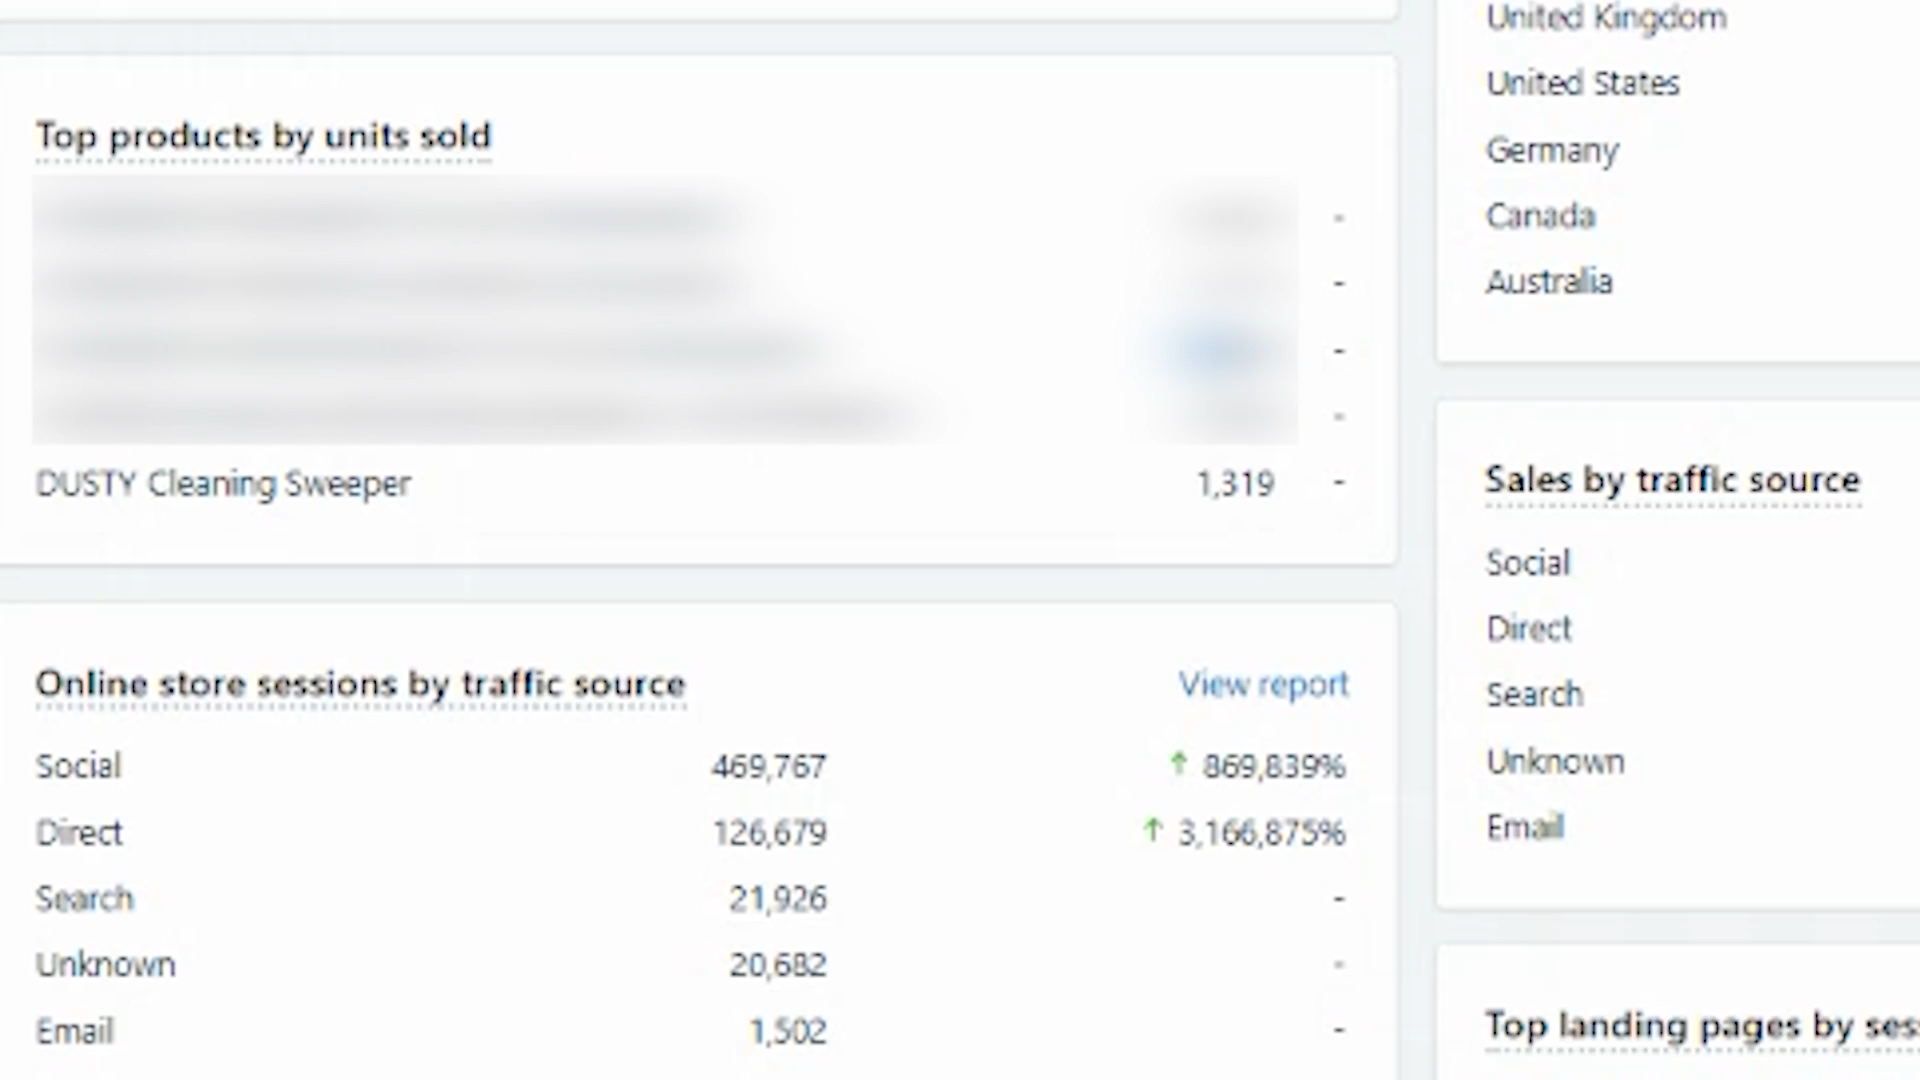 Top products by units sold
-
-
-
-
DUSTY Cleaning Sweeper 1,319 -
Online store sessions by traffic source View report
Social 469,767 ↑ 869,839%
Direct 126,679 ↑ 3,166,875%
Search 21,926 -
Unknown 20,682 -
Email 1,502 -
United Kingdom
United States
Germany
Canada
Australia
Sales by traffic source
Social
Direct
Search
Unknown
Email
Top landing pages by